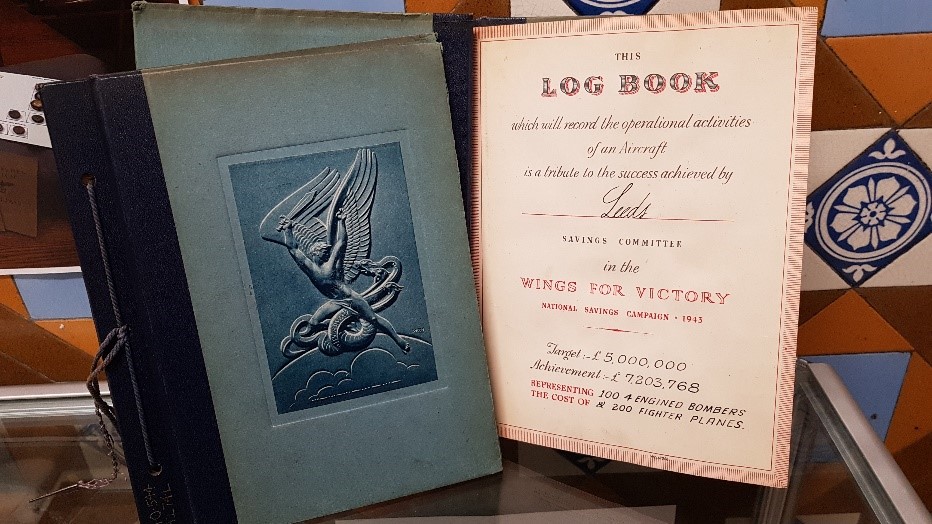 THIS
LOG BOOK
which will record the operational activities
of an Aircraft
is a tribute to the success achieved by
Leeds
SAVINGS COMMITTEE
in the
WINGS FOR VICTORY
NATIONAL SAVINGS CAMPAIGN · 1943
Target:-£5,000,000
Achievement:-£7,203,768
REPRESENTING 100 4 ENGINED BOMBERS
THE COST OF & 200 FIGHTER PLANES.